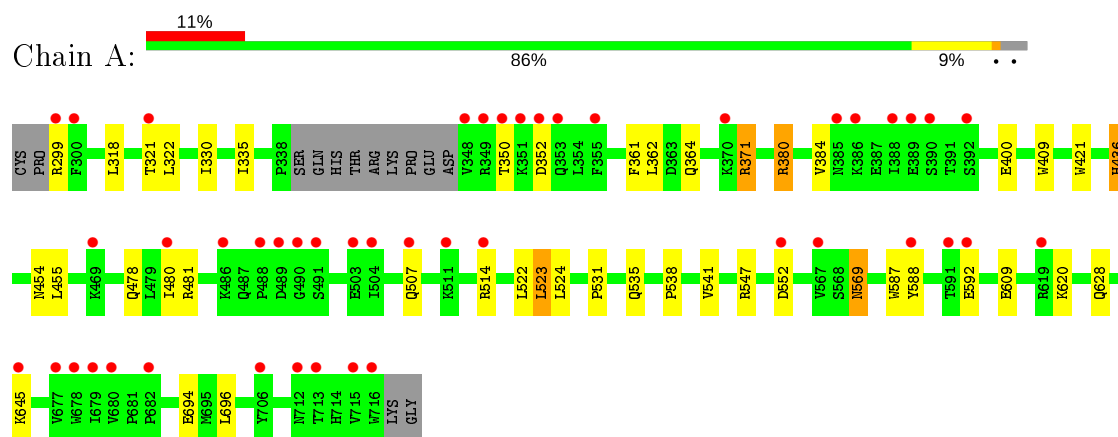 11%
Chain A:
86% 9% • •
CYS PRO R299 F300 L318 T321 L322 I330 I335 P338 SER GLN HIS THR ARG LYS PRO GLU ASP V348 R349 T350 K351 D352 Q353 L354 F355 F361 L362 D363 Q364 K370 R371 R380 V384 N385 K386 E387 I388 E389 S390 T391 S392 E400 W409 W421
N454 L455 K469 Q478 L479 I480 R481 K486 Q487 P488 D489 G490 S491 E503 I504 Q507 K511 R514 L522 L523 L524 P531 Q535 P538 V541 R547 D552 V567 S568 N569 W587 Y588 T591 E592 E609 R619 K620 Q628
K645 V677 W678 I679 V680 P681 P682 E694 M695 L696 Y706 N712 T713 H714 V715 W716 LYS GLY